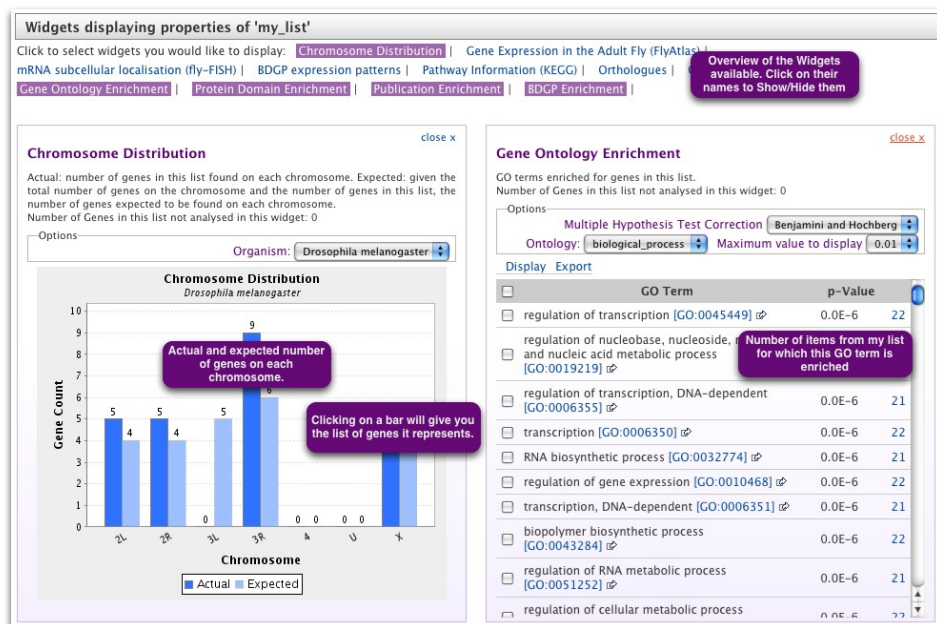 Widgets displaying properties of 'my_list'
Click to select widgets you would like to display: Chromosome Distribution | Gene Expression in the Adult Fly (FlyAtlas) |
mRNA subcellular localisation (fly-FISH) | BDGP expression patterns | Pathway Information (KEGG) | Orthologues |
Gene Ontology Enrichment | Protein Domain Enrichment | Publication Enrichment | BDGP Enrichment |
Overview of the Widgets
available. Click on their
names to Show/Hide them
close x
Chromosome Distribution
Actual: number of genes in this list found on each chromosome. Expected: given the
total number of genes on the chromosome and the number of genes in this list, the
number of genes expected to be found on each chromosome.
Number of Genes in this list not analysed in this widget: 0
Options
Organism: Drosophila melanogaster
Chromosome Distribution
Drosophila melanogaster
Gene Count
10
9
8
7
6
5
4
3
2
1
0
5 4
5 4
0 5
9 6
0 0
0 0
Actual and expected number
of genes on each
chromosome.
Clicking on a bar will give you
the list of genes it represents.
2L 2R 3L 3R 4 U X
Chromosome
Actual Expected
close x
Gene Ontology Enrichment
GO terms enriched for genes in this list.
Number of Genes in this list not analysed in this widget: 0
Options
Multiple Hypothesis Test Correction Benjamini and Hochberg
Ontology: biological_process Maximum value to display 0.01
Display Export
GO Term p-Value
regulation of transcription [GO:0045449] 0.0E-6 22
regulation of nucleobase, nucleoside,
and nucleic acid metabolic process
[GO:0019219]
Number of items from my list
for which this GO term is
enriched
regulation of transcription, DNA-dependent
[GO:0006355] 0.0E-6 21
transcription [GO:0006350] 0.0E-6 22
RNA biosynthetic process [GO:0032774] 0.0E-6 21
regulation of gene expression [GO:0010468] 0.0E-6 22
transcription, DNA-dependent [GO:0006351] 0.0E-6 21
biopolymer biosynthetic process
[GO:0043284] 0.0E-6 22
regulation of RNA metabolic process
[GO:0051252] 0.0E-6 21
regulation of cellular metabolic process 0.0E-6 22